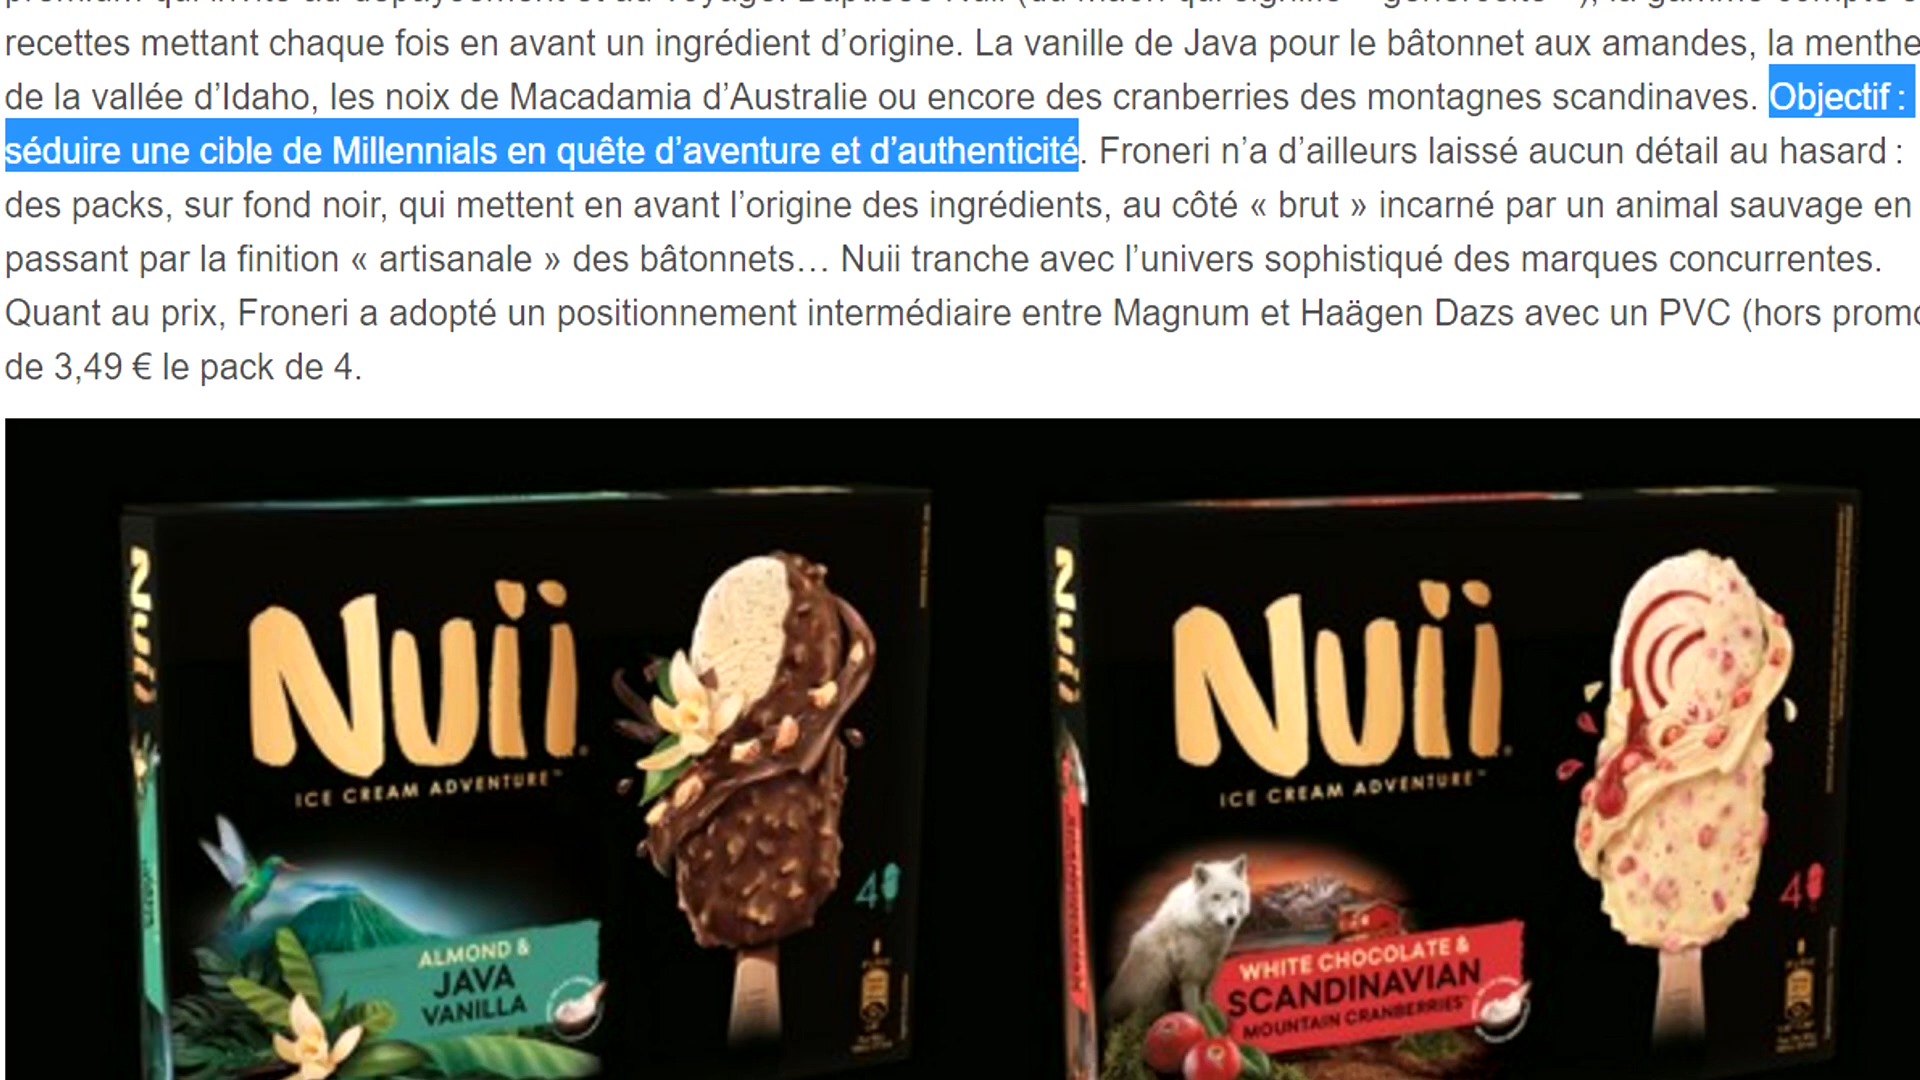 recettes mettant chaque fois en avant un ingrédient d’origine. La vanille de Java pour le bâtonnet aux amandes, la menthe
de la vallée d’Idaho, les noix de Macadamia d’Australie ou encore des cranberries des montagnes scandinaves. Objectif :
séduire une cible de Millennials en quête d’aventure et d’authenticité. Froneri n’a d’ailleurs laissé aucun détail au hasard :
des packs, sur fond noir, qui mettent en avant l’origine des ingrédients, au côté « brut » incarné par un animal sauvage en
passant par la finition « artisanale » des bâtonnets… Nuii tranche avec l’univers sophistiqué des marques concurrentes.
Quant au prix, Froneri a adopté un positionnement intermédiaire entre Magnum et Haägen Dazs avec un PVC (hors promo
de 3,49 € le pack de 4.
Nuii
Nuii
ICE CREAM ADVENTURE™
4
ALMOND &
JAVA
VANILLA
Nuii
Nuii
ICE CREAM ADVENTURE™
4
WHITE CHOCOLATE &
SCANDINAVIAN
MOUNTAIN CRANBERRIES